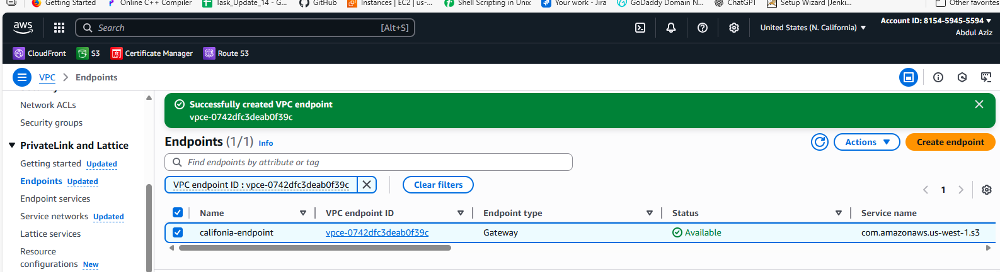 Getting Started
Online C++ Compiler
Task_Update_14 - G...
GitHub
Instances | EC2 | us-...
Shell Scripting in Unix
Your work - Jira
GoDaddy Domain N...
ChatGPT
Setup Wizard [Jenki...
Other favorites
aws
Search
[Alt+S]
United States (N. California)
Account ID: 8154-5945-5594
Abdul Aziz
CloudFront
S3
Certificate Manager
Route 53
VPC
Endpoints
Network ACLs
Security groups
PrivateLink and Lattice
Getting started Updated
Endpoints Updated
Endpoint services
Service networks Updated
Lattice services
Resource
configurations New
Successfully created VPC endpoint
vpce-0742dfc3deab0f39c
Endpoints (1/1) Info
Actions
Create endpoint
Find endpoints by attribute or tag
VPC endpoint ID : vpce-0742dfc3deab0f39c
Clear filters
1
Name
VPC endpoint ID
Endpoint type
Status
Service name
califonia-endpoint
vpce-0742dfc3deab0f39c
Gateway
Available
com.amazonaws.us-west-1.s3